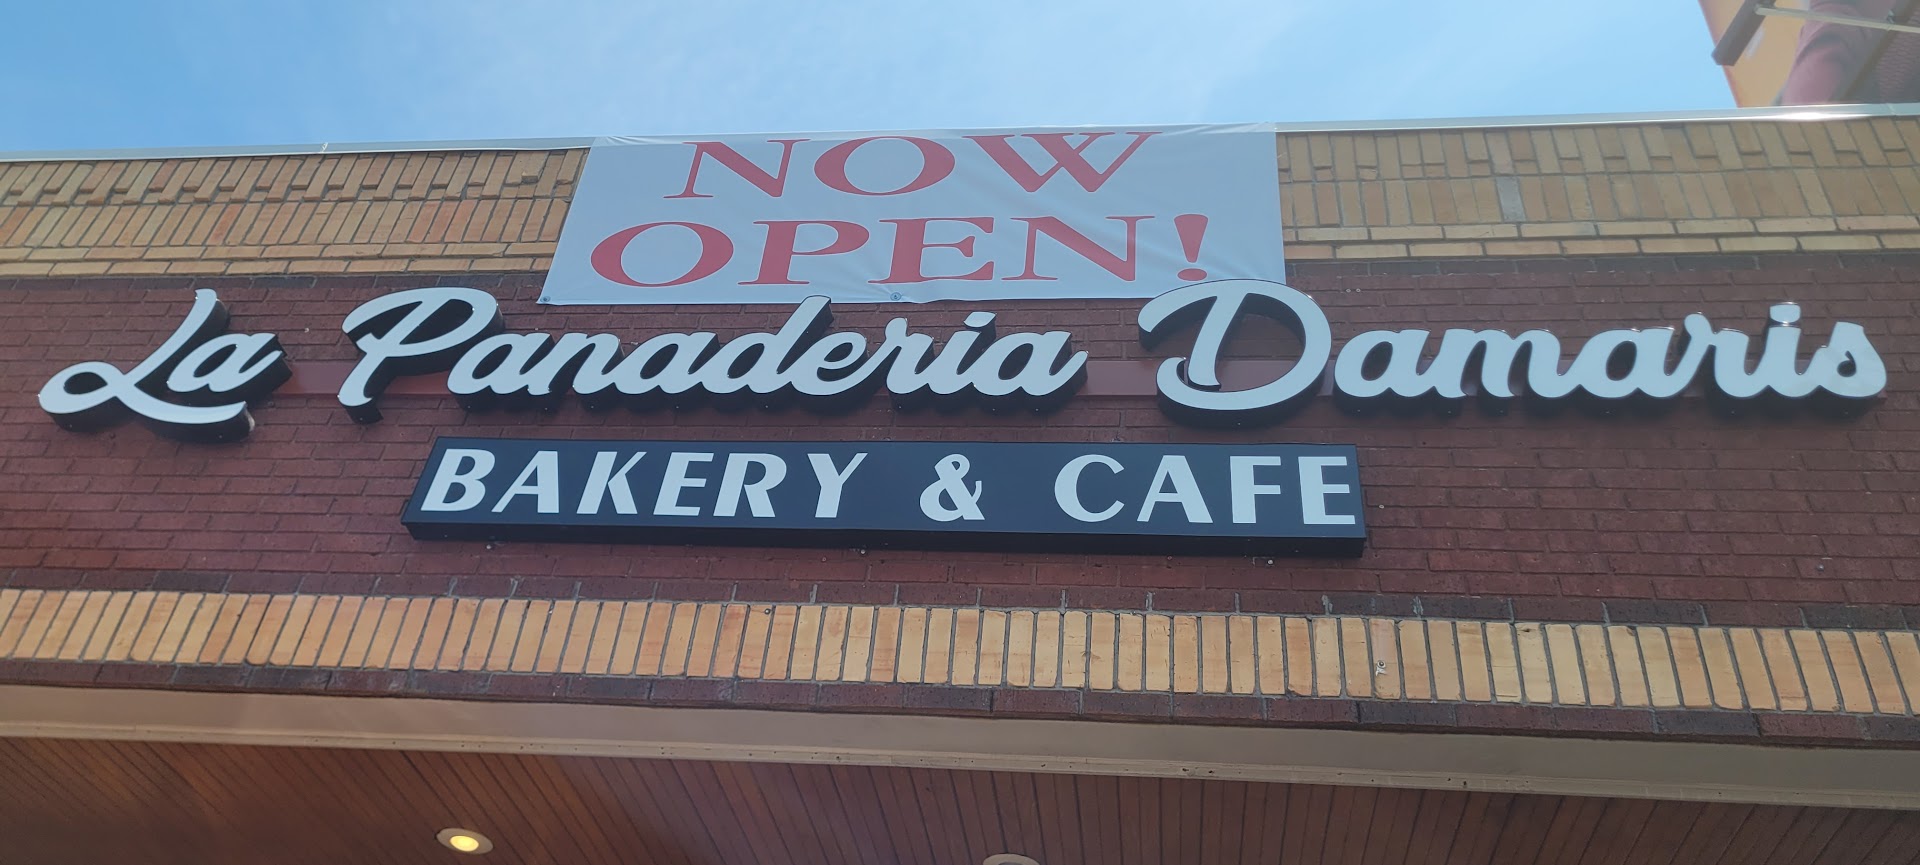 NOW
OPEN!
La Panaderia Damaris
BAKERY & CAFE